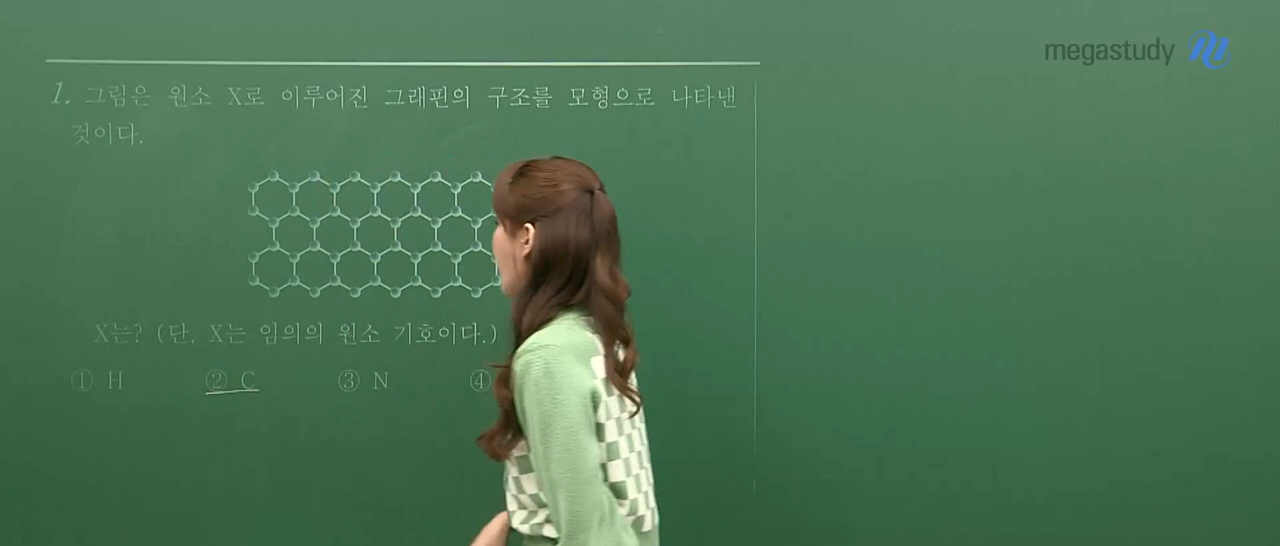 megastudy
1. 그림은 원소 X로 이루어진 그래핀의 구조를 모형으로 나타낸
것이다.
X는? (단, X는 임의의 원소 기호이다.)
① H ② C ③ N ④